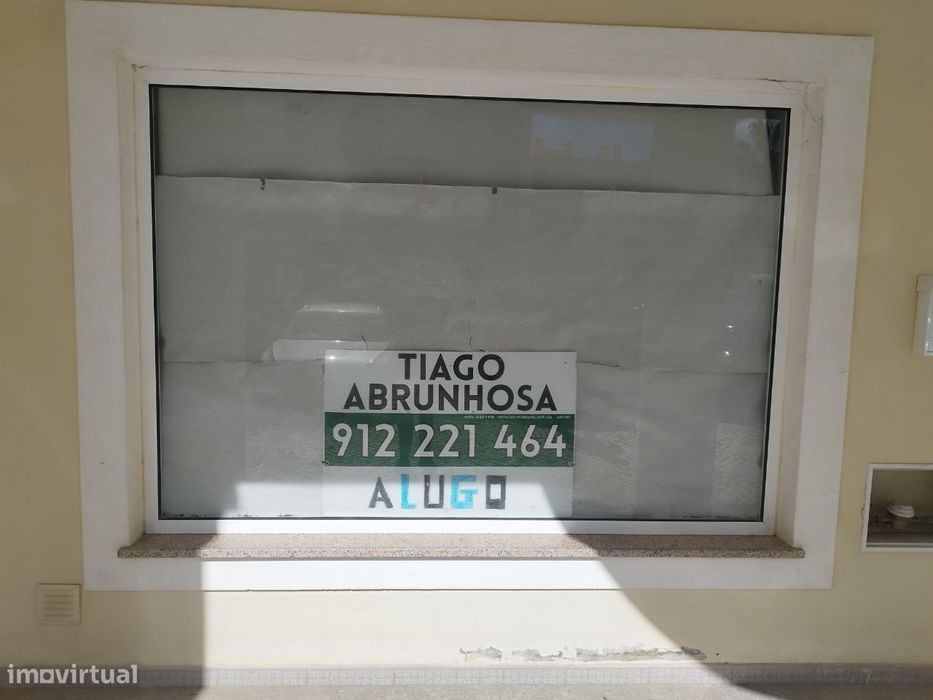 TIAGO
ABRUNHOSA
912 221 464
ALUGO
imovirtual